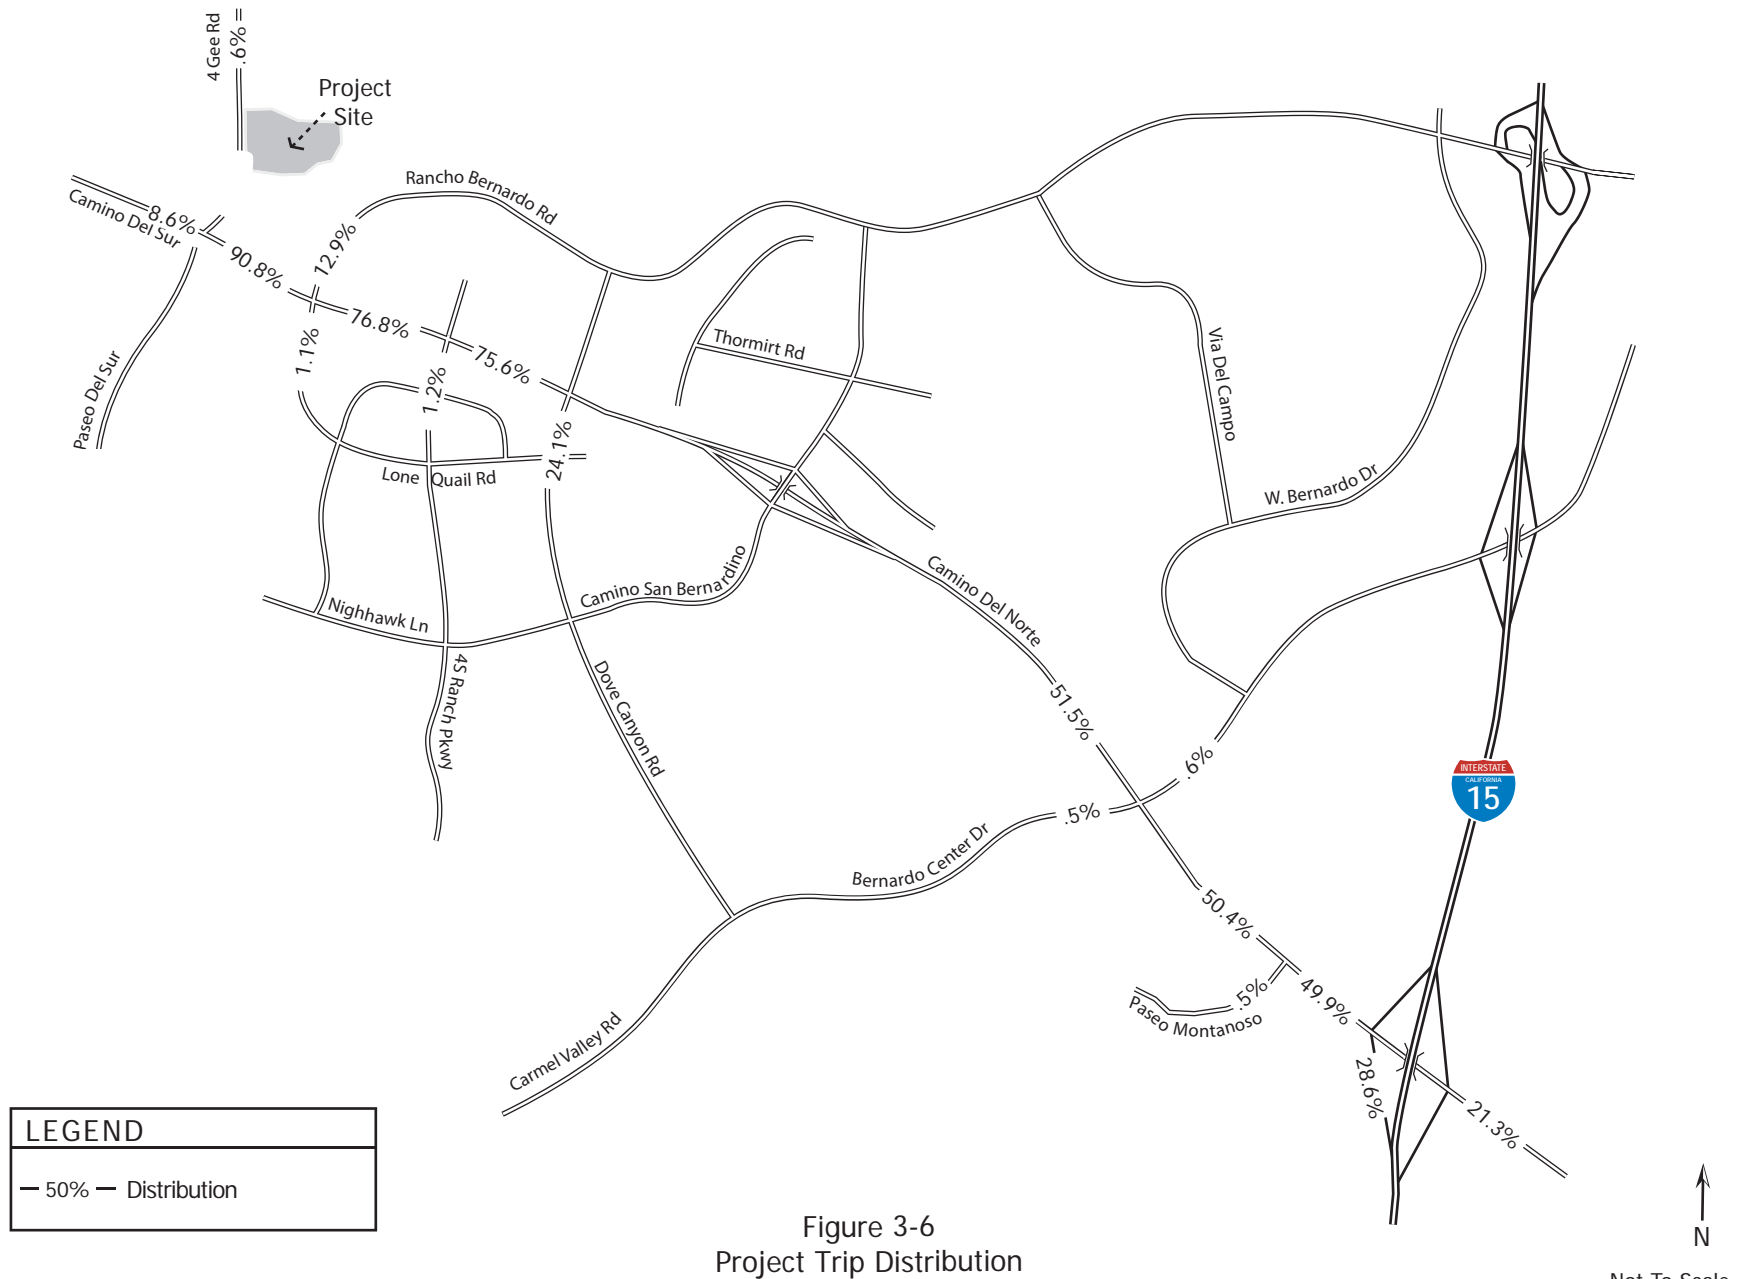 4 Gee Rd
.6%
Project
Site
Camino Del Sur
8.6%
90.8%
12.9%
Rancho Bernardo Rd
76.8%
1.1%
75.6%
1.2%
24.1%
Paseo Del Sur
Lone Quail Rd
Thormirt Rd
Via Del Campo
W. Bernardo Dr
Nighhawk Ln
Camino San Bernardino
Camino Del Norte
4S Ranch Pkwy
Dove Canyon Rd
51.5%
.6%
.5%
Bernardo Center Dr
INTERSTATE
CALIFORNIA
15
50.4%
49.9%
.5%
Paseo Montanoso
28.6%
21.3%
Carmel Valley Rd
LEGEND
50% Distribution
Figure 3-6
Project Trip Distribution
N
Not To Scale